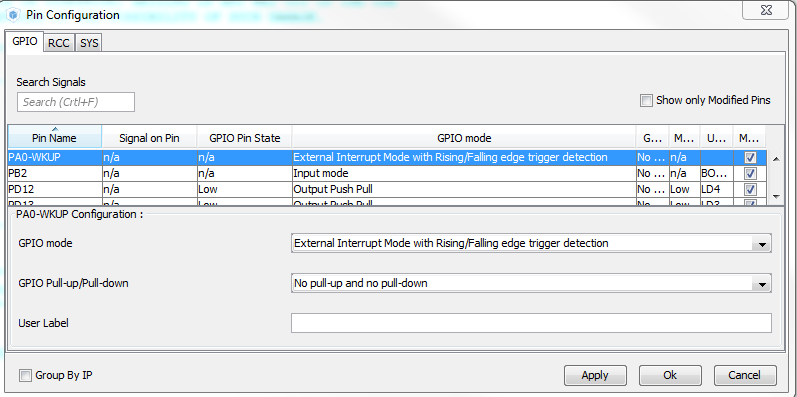 Pin Configuration
GPIO RCC SYS
Search Signals
Search (Crtl+F)
Show only Modified Pins
Pin Name Signal on Pin GPIO Pin State GPIO mode G... M... U... M...
PA0-WKUP n/a n/a External Interrupt Mode with Rising/Falling edge trigger detection No ... n/a
PB2 n/a n/a Input mode No ... n/a BO...
PD12 n/a Low Output Push Pull No ... Low LD4
PD13 n/a Low Output Push Pull No ... Low LD3
PA0-WKUP Configuration :
GPIO mode External Interrupt Mode with Rising/Falling edge trigger detection
GPIO Pull-up/Pull-down No pull-up and no pull-down
User Label
Group By IP Apply Ok Cancel